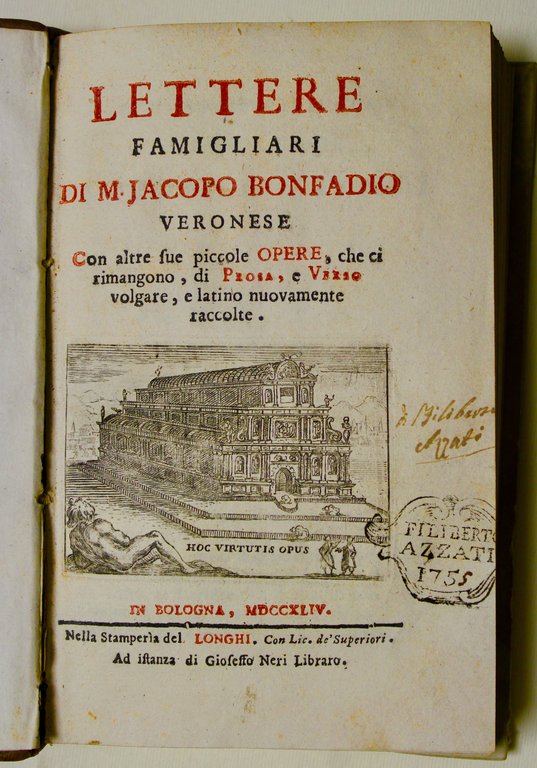 LETTERE
FAMIGLIARI
DI M. JACOPO BONFADIO
VERONESE
Con altre ſue piccole OPERE, che ci
rimangono, di PROSA, e VERSO
volgare, e latino nuovamente
raccolte.
HOC VIRTUTIS OPUS
D. Filiberto
Azzati
FILIBERTO
AZZATI
1755
IN BOLOGNA, MDCCXLIV.
Nella Stamperìa del LONGHI. Con Lic. de' Superiori.
Ad iſtanza di Gioſeffo Neri Libraro.